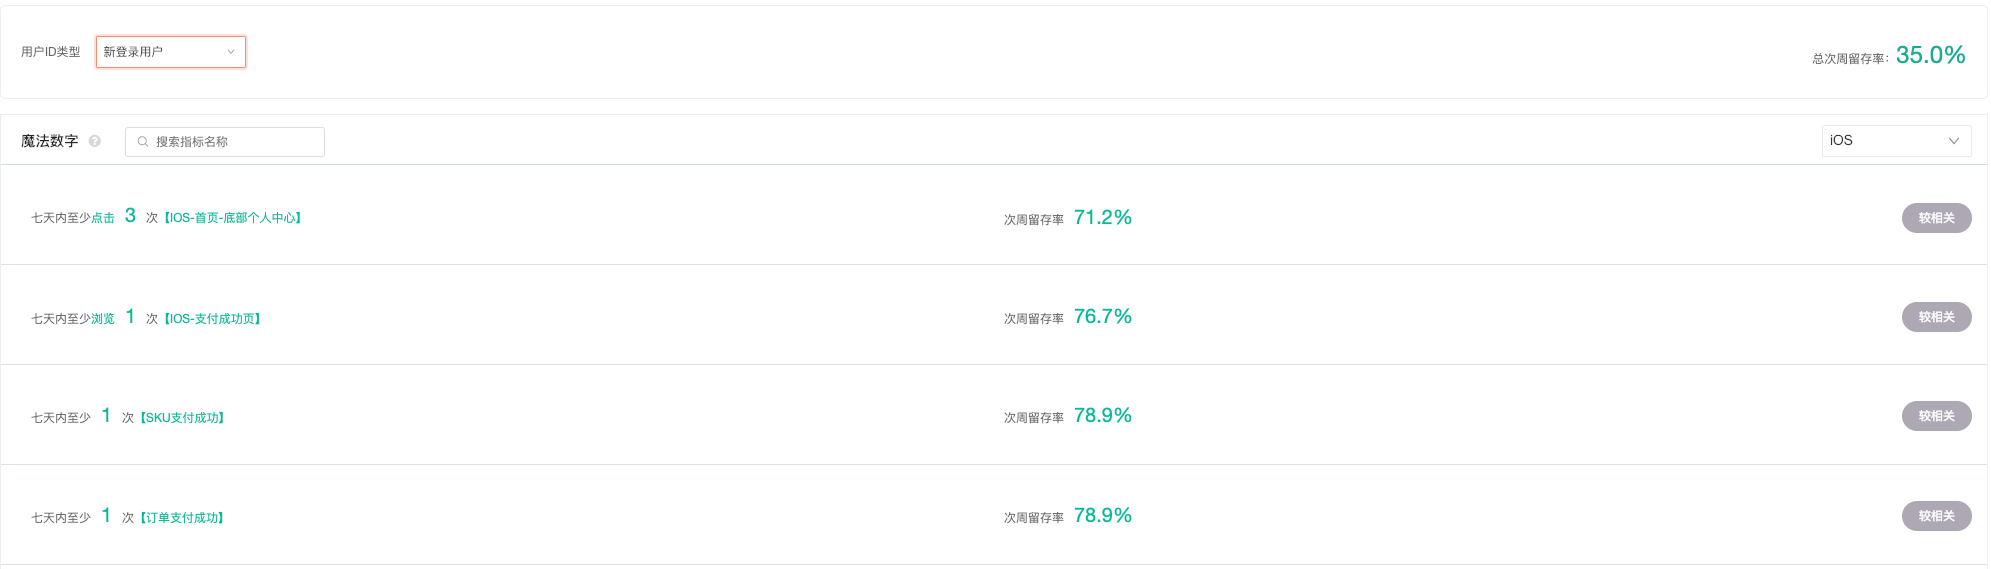 用户ID类型 新登录用户 总次周留存率： 35.0%
魔法数字 ? 搜索指标名称 iOS
七天内至少点击 3 次【IOS-首页-底部个人中心】 次周留存率 71.2% 较相关
七天内至少浏览 1 次【IOS-支付成功页】 次周留存率 76.7% 较相关
七天内至少 1 次【SKU支付成功】 次周留存率 78.9% 较相关
七天内至少 1 次【订单支付成功】 次周留存率 78.9% 较相关